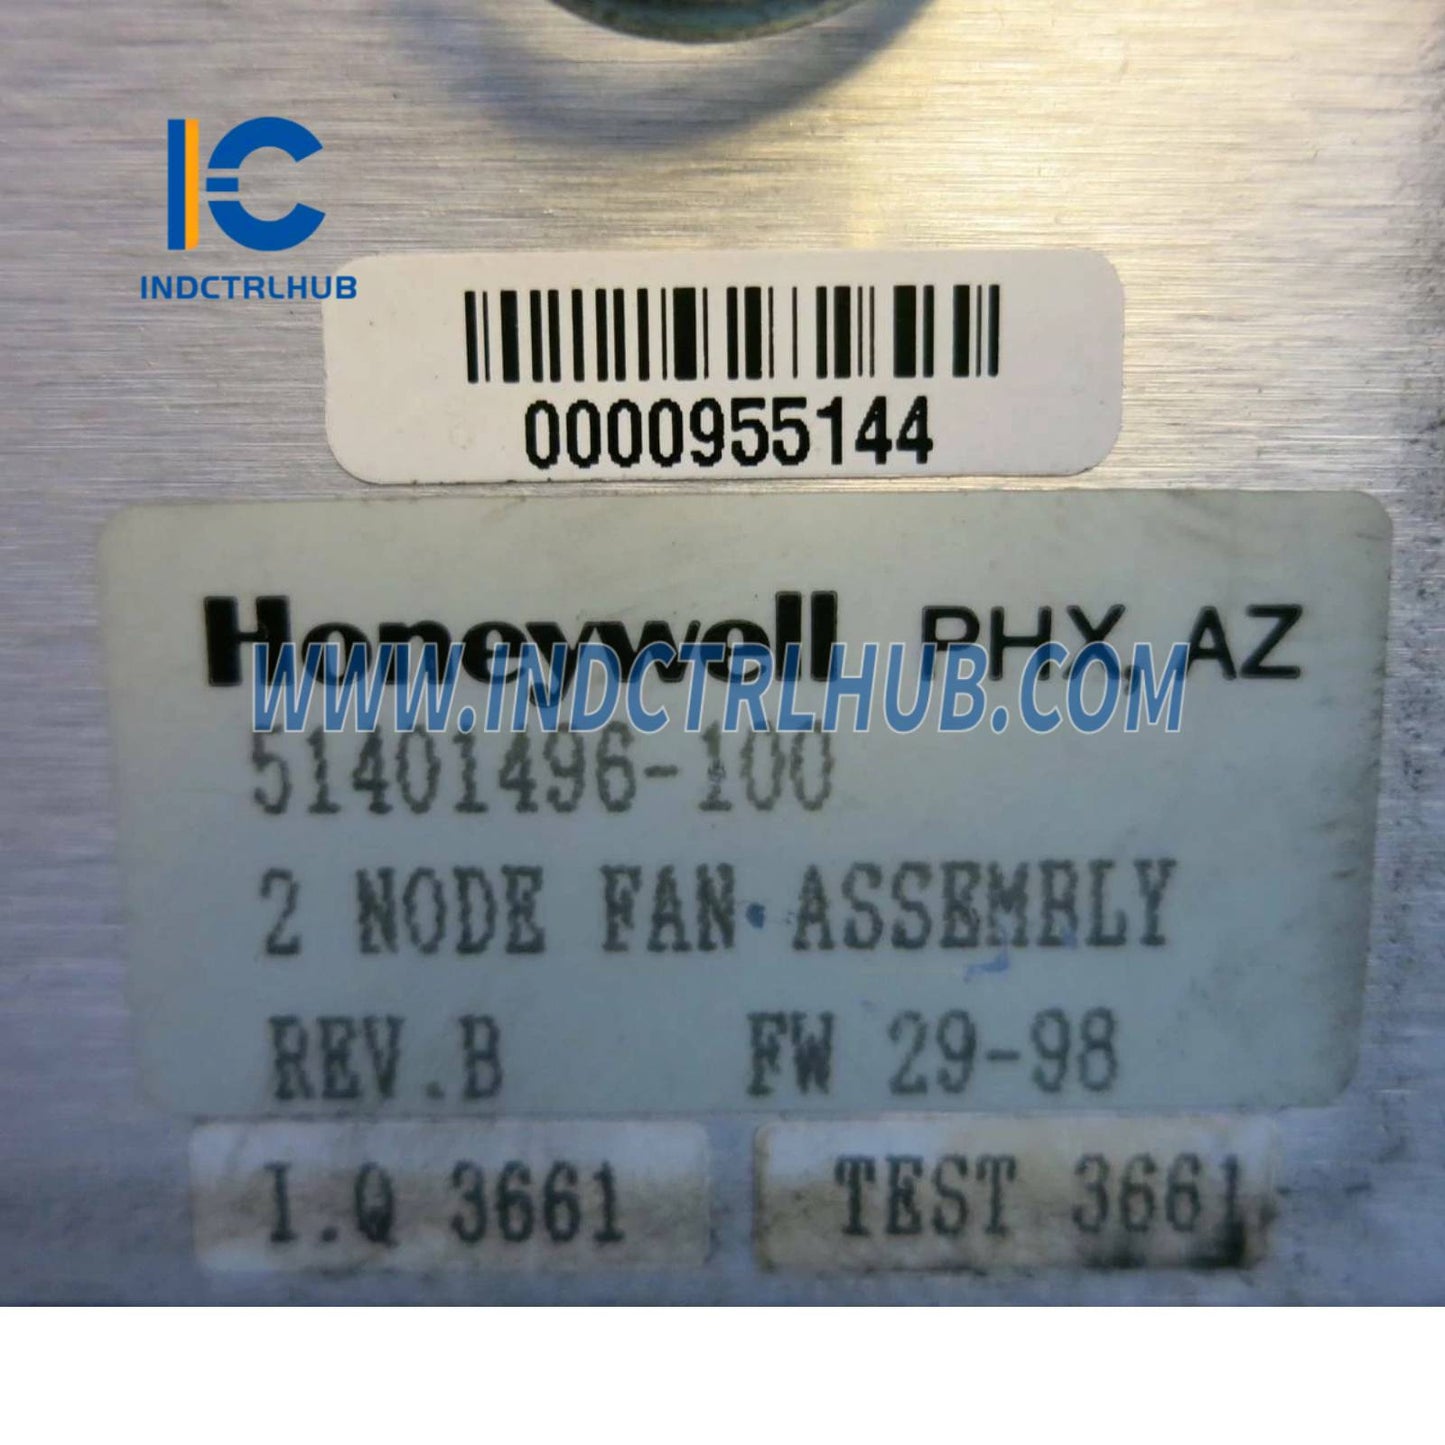 INDCTRLHUB
0000955144
Honeywell PHX, AZ
WWW.INDCTRLHUB.COM
51401496-100
2 NODE FAN ASSEMBLY
REV.B FW 29-98
I.Q 3661
TEST 3661